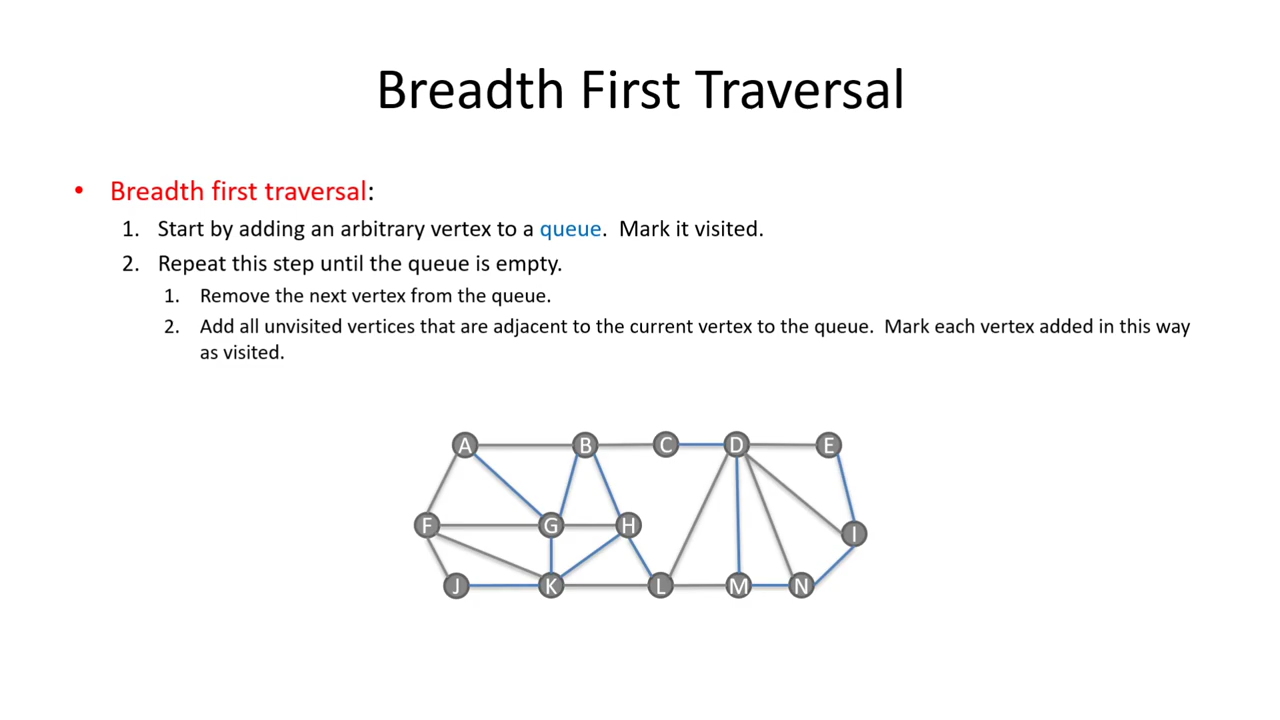 Breadth First Traversal
• Breadth first traversal:
1. Start by adding an arbitrary vertex to a queue. Mark it visited.
2. Repeat this step until the queue is empty.
1. Remove the next vertex from the queue.
2. Add all unvisited vertices that are adjacent to the current vertex to the queue. Mark each vertex added in this way
as visited.
A B C D E
F G H I
J K L M N